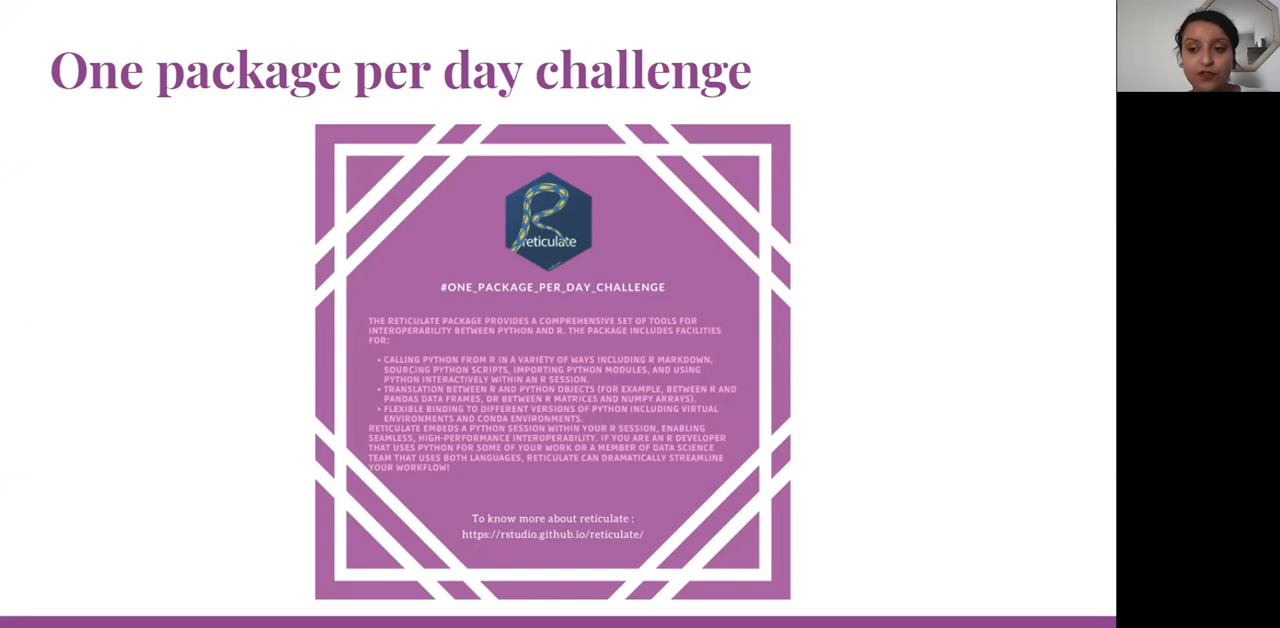 One package per day challenge
reticulate
#ONE_PACKAGE_PER_DAY_CHALLENGE
THE RETICULATE PACKAGE PROVIDES A COMPREHENSIVE SET OF TOOLS FOR
INTEROPERABILITY BETWEEN PYTHON AND R. THE PACKAGE INCLUDES FACILITIES
FOR:
• CALLING PYTHON FROM R IN A VARIETY OF WAYS INCLUDING R MARKDOWN,
SOURCING PYTHON SCRIPTS, IMPORTING PYTHON MODULES, AND USING
PYTHON INTERACTIVELY WITHIN AN R SESSION.
• TRANSLATION BETWEEN R AND PYTHON OBJECTS (FOR EXAMPLE, BETWEEN R AND
PANDAS DATA FRAMES, OR BETWEEN R MATRICES AND NUMPY ARRAYS).
• FLEXIBLE BINDING TO DIFFERENT VERSIONS OF PYTHON INCLUDING VIRTUAL
ENVIRONMENTS AND CONDA ENVIRONMENTS.
RETICULATE EMBEDS A PYTHON SESSION WITHIN YOUR R SESSION, ENABLING
SEAMLESS, HIGH-PERFORMANCE INTEROPERABILITY. IF YOU ARE AN R DEVELOPER
THAT USES PYTHON FOR SOME OF YOUR WORK OR A MEMBER OF DATA SCIENCE
TEAM THAT USES BOTH LANGUAGES, RETICULATE CAN DRAMATICALLY STREAMLINE
YOUR WORKFLOW!
To know more about reticulate :
https://rstudio.github.io/reticulate/